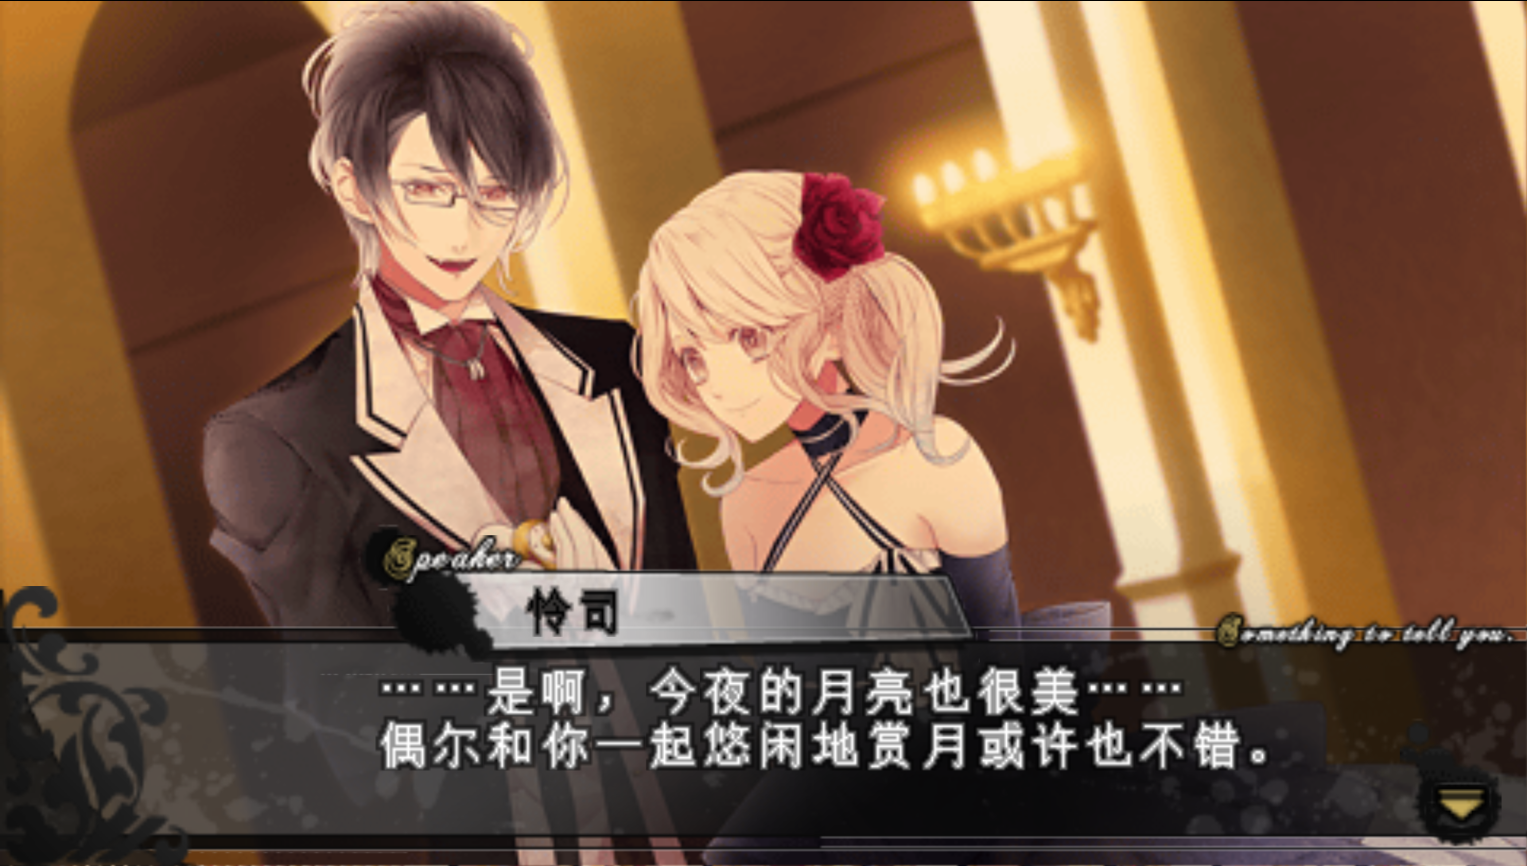 Speaker
怜司
Something to tell you.
……是啊，今夜的月亮也很美……
偶尔和你一起悠闲地赏月或许也不错。